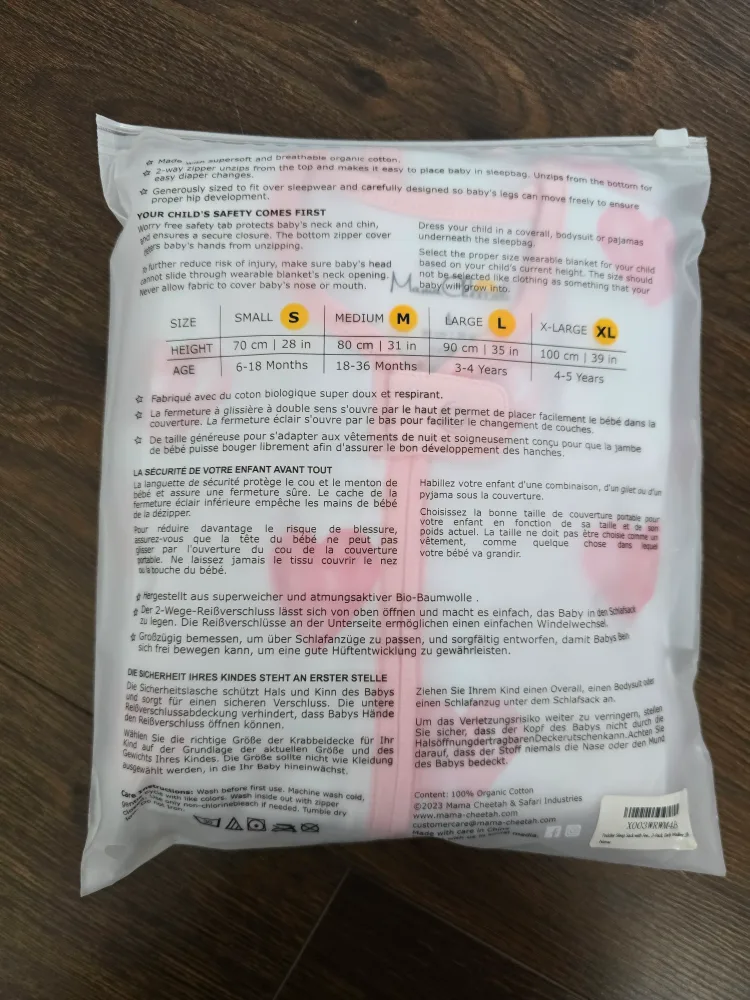 ☆ Made with supersoft and breathable organic cotton.
☆ 2-way zipper unzips from the top and makes it easy to place baby in sleepbag. Unzips from the bottom for
easy diaper changes.
☆ Generously sized to fit over sleepwear and carefully designed so baby's legs can move freely to ensure
proper hip development.
YOUR CHILD'S SAFETY COMES FIRST
Worry free safety tab protects baby's neck and chin,
and ensures a secure closure. The bottom zipper cover
deters baby's hands from unzipping.
To further reduce risk of injury, make sure baby's head
cannot slide through wearable blanket's neck opening.
Never allow fabric to cover baby's nose or mouth.
Dress your child in a coverall, bodysuit or pajamas
underneath the sleepbag.
Select the proper size wearable blanket for your child
based on your child's current height. The size should
not be selected like clothing as something that your
baby will grow into.
SIZE SMALL S MEDIUM M LARGE L X-LARGE XL
HEIGHT 70 cm | 28 in 80 cm | 31 in 90 cm | 35 in 100 cm | 39 in
AGE 6-18 Months 18-36 Months 3-4 Years 4-5 Years
☆ Fabriqué avec du coton biologique super doux et respirant.
☆ La fermeture à glissière à double sens s'ouvre par le haut et permet de placer facilement le bébé dans la
couverture. La fermeture éclair s'ouvre par le bas pour faciliter le changement de couches.
☆ De taille généreuse pour s'adapter aux vêtements de nuit et soigneusement conçu pour que la jambe
de bébé puisse bouger librement afin d'assurer le bon développement des hanches.
LA SÉCURITÉ DE VOTRE ENFANT AVANT TOUT
La languette de sécurité protège le cou et le menton de
bébé et assure une fermeture sûre. Le cache de la
fermeture éclair inférieure empêche les mains de bébé
de la dézipper.
Pour réduire davantage le risque de blessure,
assurez-vous que la tête du bébé ne peut pas
glisser par l'ouverture du cou de la couverture
portable. Ne laissez jamais le tissu couvrir le nez
ou la bouche du bébé.
Habillez votre enfant d'une combinaison, d'un gilet ou d'un
pyjama sous la couverture.
Choisissez la bonne taille de couverture portable pour
votre enfant en fonction de sa taille et de son
poids actuel. La taille ne doit pas être choisie comme un
vêtement, comme quelque chose dans lequel
votre bébé va grandir.
☆ Hergestellt aus superweicher und atmungsaktiver Bio-Baumwolle .
☆ Der 2-Wege-Reißverschluss lässt sich von oben öffnen und macht es einfach, das Baby in den Schlafsack
zu legen. Die Reißverschlüsse an der Unterseite ermöglichen einen einfachen Windelwechsel.
☆ Großzügig bemessen, um über Schlafanzüge zu passen, und sorgfältig entworfen, damit Babys Bein
sich frei bewegen kann, um eine gute Hüftentwicklung zu gewährleisten.
DIE SICHERHEIT IHRES KINDES STEHT AN ERSTER STELLE
Die Sicherheitslasche schützt Hals und Kinn des Babys
und sorgt für einen sicheren Verschluss. Die untere
Reißverschlussabdeckung verhindert, dass Babys Hände
den Reißverschluss öffnen können.
Wählen Sie die richtige Größe der Krabbeldecke für Ihr
Kind auf der Grundlage der aktuellen Größe und des
Gewichts Ihres Kindes. Die Größe sollte nicht wie Kleidung
ausgewählt werden, in die Ihr Baby hineinwächst.
Ziehen Sie Ihrem Kind einen Overall, einen Bodysuit oder
einen Schlafanzug unter dem Schlafsack an.
Um das Verletzungsrisiko weiter zu verringern, stellen
Sie sicher, dass der Kopf des Babys nicht durch die
HalsöffnungdertragbarenDeckerutschenkann.Achten Sie
darauf, dass der Stoff niemals die Nase oder den Mund
des Babys bedeckt.
Care Instructions: Wash before first use. Machine wash cold,
cycle with like colors. Wash inside out with zipper
only non-chlorinebleech if needed. Tumble dry
Content: 100% Organic Cotton
©2023 Mama Cheetah & Safari Industries
www.mama-cheetah.com
customercare@mama-cheetah.com
Made with care in China
social media.
X003WRWM4B